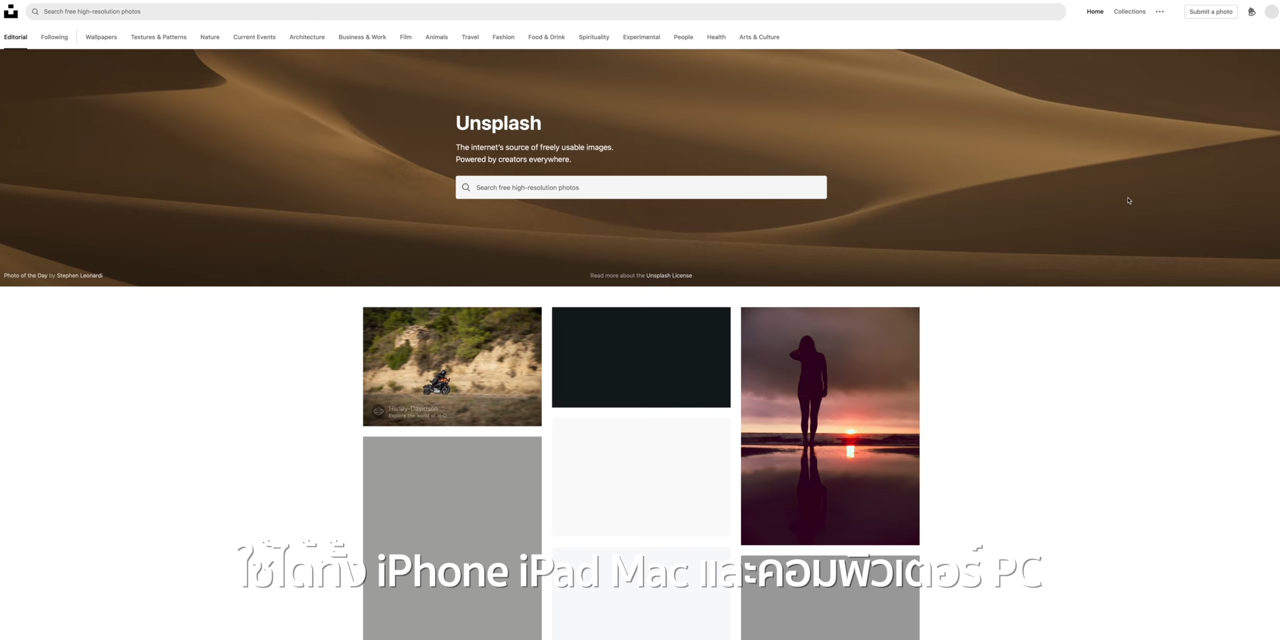 Search free high-resolution photos
Home Collections Submit a photo
Editorial Following Wallpapers Textures & Patterns Nature Current Events Architecture Business & Work Film Animals Travel Fashion Food & Drink Spirituality Experimental People Health Arts & Culture
Unsplash
The internet's source of freely usable images.
Powered by creators everywhere.
Search free high-resolution photos
Photo of the Day by Stephen Leonardi
Read more about the Unsplash License
Harley-Davidson
ใช้ได้ทั้ง iPhone iPad Mac และคอมพิวเตอร์ PC